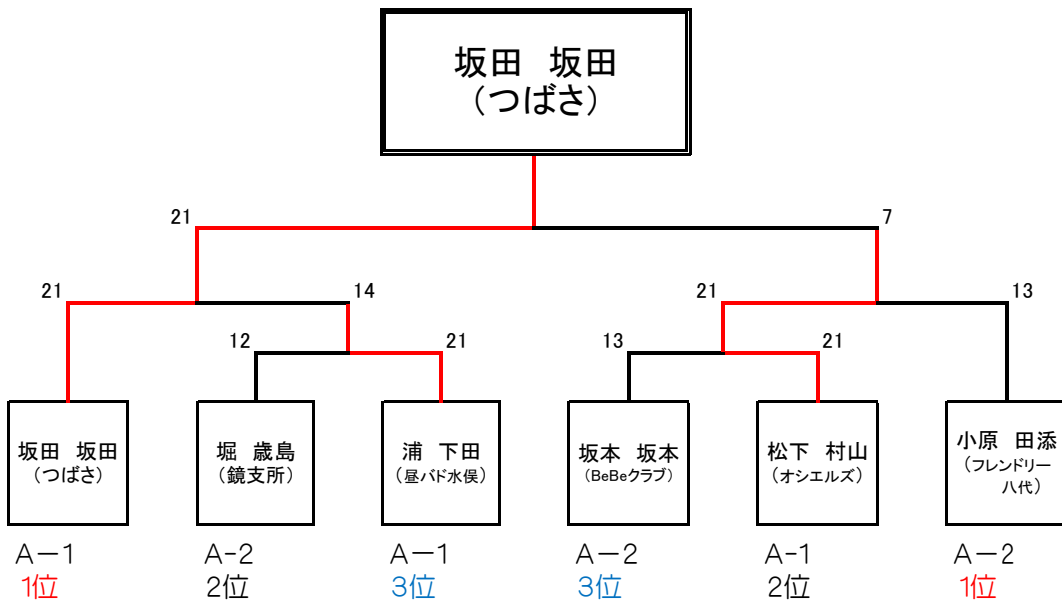 坂田　坂田
（つばさ）
21
7
21
14
21
13
12
21
13
21
坂田　坂田
（つばさ）
堀　歳島
（鏡支所）
浦　下田
（昼バド水俣）
坂本　坂本
（BeBeクラブ）
松下　村山
（オシエルズ）
小原　田添
（フレンドリー
八代）
A－1
A-2
A－1
A－2
A-1
A－2
1位
2位
3位
3位
2位
1位